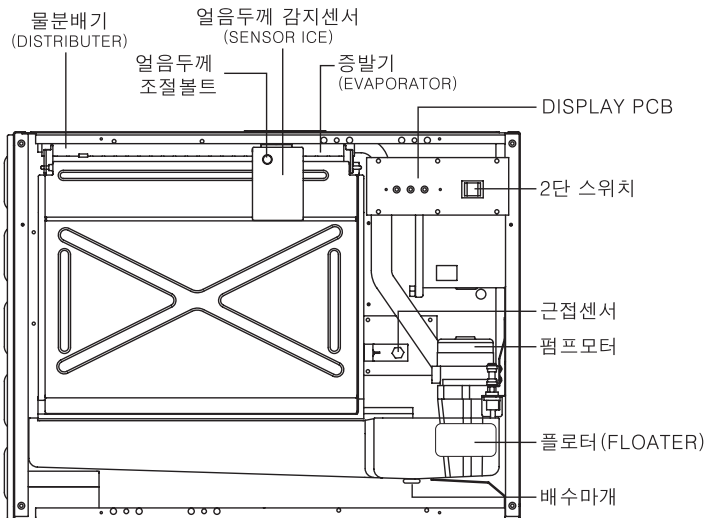 물분배기
(DISTRIBUTER)
얼음두께 감지센서
(SENSOR ICE)
얼음두께
조절볼트
증발기
(EVAPORATOR)
DISPLAY PCB
2단 스위치
근접센서
펌프모터
플로터(FLOATER)
배수마개